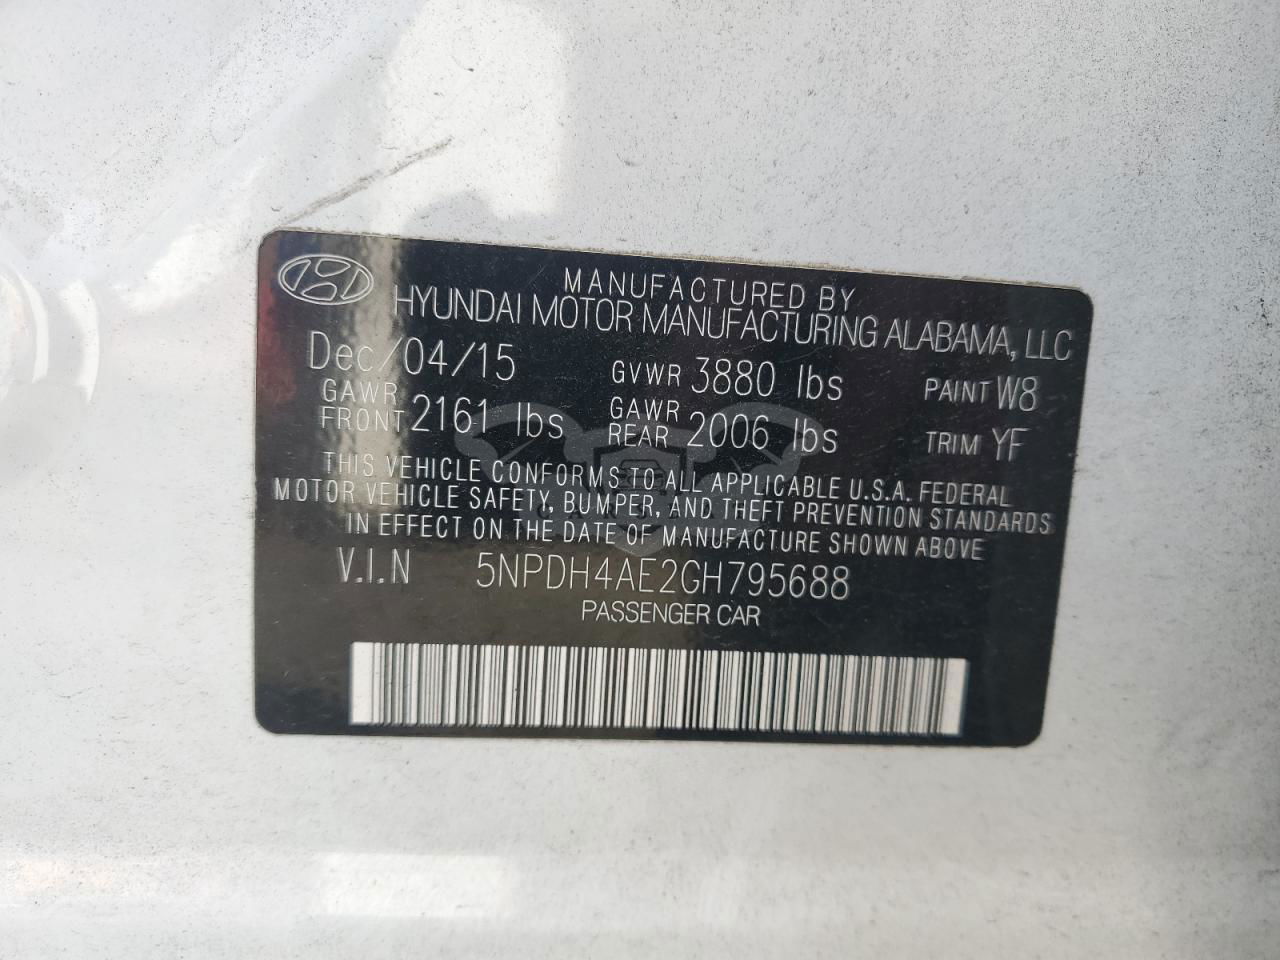 MANUFACTURED BY
HYUNDAI MOTOR MANUFACTURING ALABAMA, LLC
Dec/04/15 GVWR 3880 lbs PAINT W8
GAWR FRONT 2161 lbs GAWR REAR 2006 lbs TRIM YF
THIS VEHICLE CONFORMS TO ALL APPLICABLE U.S.A. FEDERAL
MOTOR VEHICLE SAFETY, BUMPER, AND THEFT PREVENTION STANDARDS
IN EFFECT ON THE DATE OF MANUFACTURE SHOWN ABOVE
V.I.N 5NPDH4AE2GH795688
PASSENGER CAR